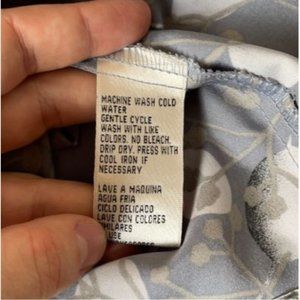 MACHINE WASH COLD
WATER
GENTLE CYCLE
WASH WITH LIKE
COLORS. NO BLEACH.
DRIP DRY. PRESS WITH
COOL IRON IF
NECESSARY
LAVE A MAQUINA
AGUA FRIA
CICLO DELICADO
LAVE CON COLORES
USE